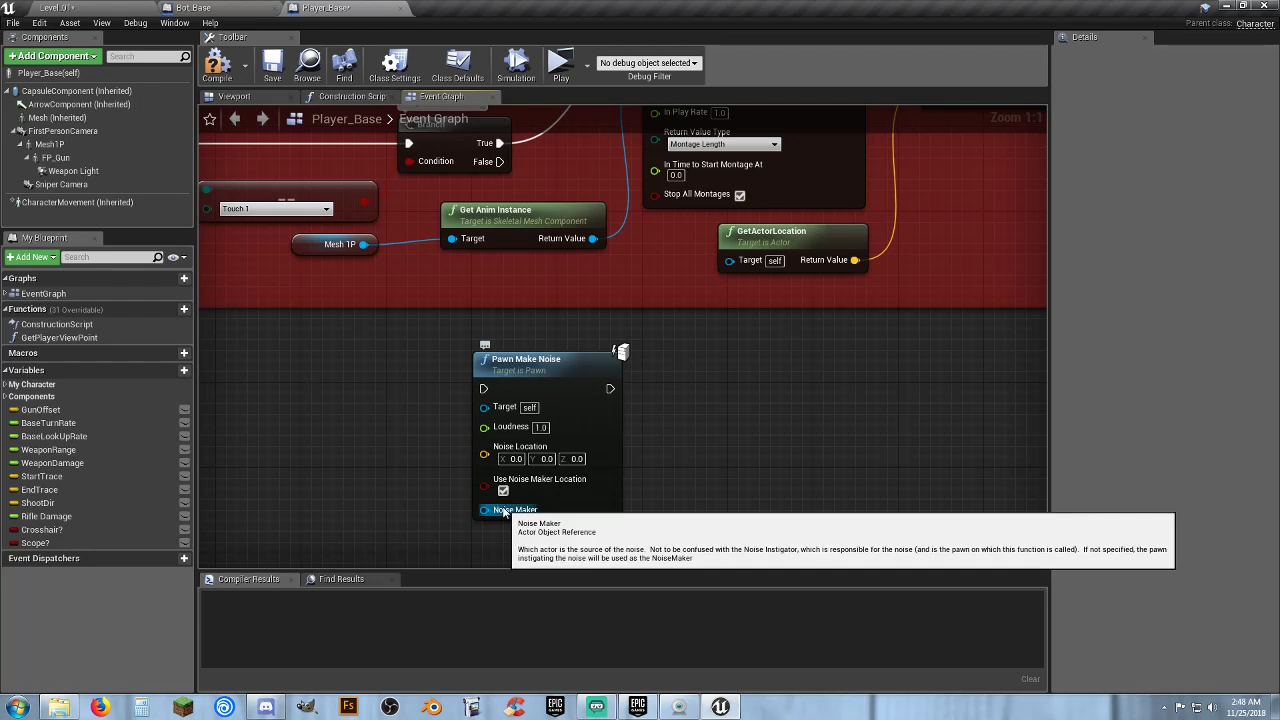 Level.0*
Bot.Base
Player_Base*
File Edit Asset View Debug Window Help
Parent class: Character
Components
+ Add Component
Search
Player_Base(self)
CapsuleComponent (Inherited)
ArrowComponent (Inherited)
Mesh (Inherited)
FirstPersonCamera
Mesh1P
FP_Gun
Weapon Light
Sniper Camera
CharacterMovement (Inherited)
My Blueprint
+Add New
Search
Graphs
EventGraph
Functions (31 Overridable)
ConstructionScript
GetPlayerViewPoint
Macros
Variables
My Character
Components
GunOffset
BaseTurnRate
BaseLookUpRate
WeaponRange
WeaponDamage
StartTrace
EndTrace
ShootDir
Rifle Damage
Crosshair?
Scope?
Event Dispatchers
Toolbar
Compile
Save
Browse
Find
Class Settings
Class Defaults
Simulation
Play
No debug object selected
Debug Filter
Viewport
Construction Scrip
Event Graph
Player_Base > Event Graph
Zoom 1:1
Branch
True
Condition
False
==
Touch 1
Mesh 1P
Get Anim Instance
Target is Skeletal Mesh Component
Target
Return Value
In Play Rate 1.0
Return Value Type
Montage Length
In Time to Start Montage At
0.0
Stop All Montages
GetActorLocation
Target is Actor
Target self
Return Value
Pawn Make Noise
Target is Pawn
Target self
Loudness 1.0
Noise Location
X 0.0 Y 0.0 Z 0.0
Use Noise Maker Location
Noise Maker
Noise Maker
Actor Object Reference
Which actor is the source of the noise. Not to be confused with the Noise Instigator, which is responsible for the noise (and is the pawn on which this function is called). If not specified, the pawn
instigating the noise will be used as the NoiseMaker
Compiler Results
Find Results
Clear
Details
Fs
EPIC GAMES
EPIC GAMES
2:48 AM
11/25/2018